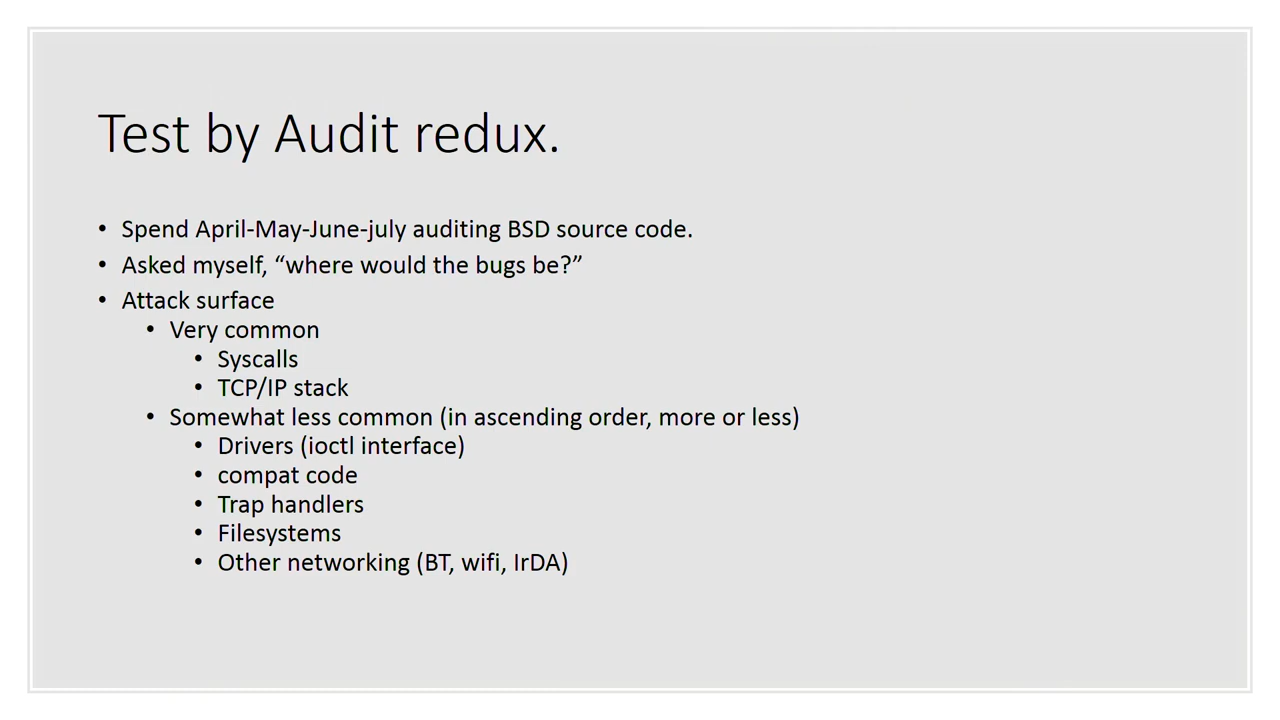 Test by Audit redux.
• Spend April-May-June-july auditing BSD source code.
• Asked myself, “where would the bugs be?”
• Attack surface
• Very common
• Syscalls
• TCP/IP stack
• Somewhat less common (in ascending order, more or less)
• Drivers (ioctl interface)
• compat code
• Trap handlers
• Filesystems
• Other networking (BT, wifi, IrDA)